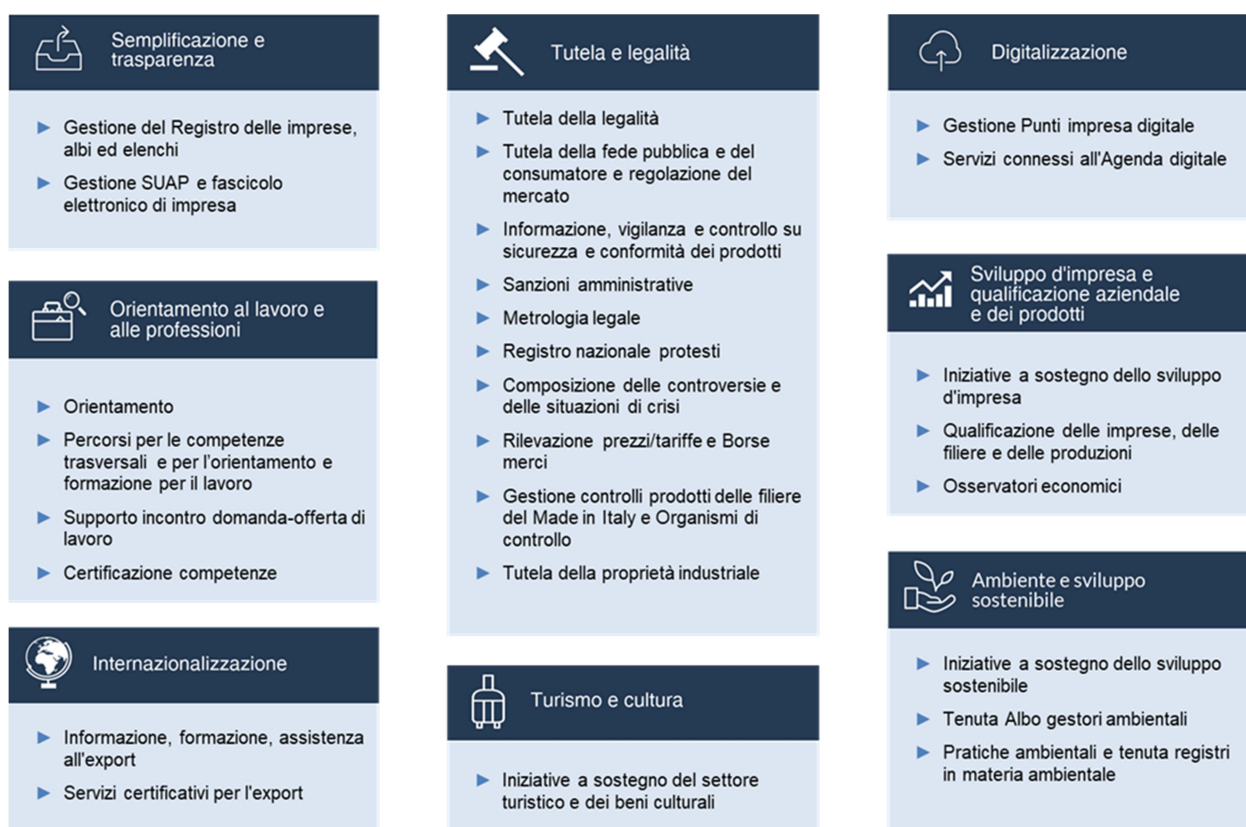 Semplificazione e
trasparenza
Gestione del Registro delle imprese,
albi ed elenchi
Gestione SUAP e fascicolo
elettronico di impresa
Orientamento al lavoro e
alle professioni
Orientamento
Percorsi per le competenze
trasversali e per l'orientamento e
formazione per il lavoro
Supporto incontro domanda-offerta di
lavoro
Certificazione competenze
Internazionalizzazione
Informazione, formazione, assistenza
all'export
Servizi certificativi per l'export
Tutela e legalità
Tutela della legalità
Tutela della fede pubblica e del
consumatore e regolazione del
mercato
Informazione, vigilanza e controllo su
sicurezza e conformità dei prodotti
Sanzioni amministrative
Metrologia legale
Registro nazionale protesti
Composizione delle controversie e
delle situazioni di crisi
Rilevazione prezzi/tariffe e Borse
merci
Gestione controlli prodotti delle filiere
del Made in Italy e Organismi di
controllo
Tutela della proprietà industriale
Turismo e cultura
Iniziative a sostegno del settore
turistico e dei beni culturali
Digitalizzazione
Gestione Punti impresa digitale
Servizi connessi all'Agenda digitale
Sviluppo d'impresa e
qualificazione aziendale
e dei prodotti
Iniziative a sostegno dello sviluppo
d'impresa
Qualificazione delle imprese, delle
filiere e delle produzioni
Osservatori economici
Ambiente e sviluppo
sostenibile
Iniziative a sostegno dello sviluppo
sostenibile
Tenuta Albo gestori ambientali
Pratiche ambientali e tenuta registri
in materia ambientale